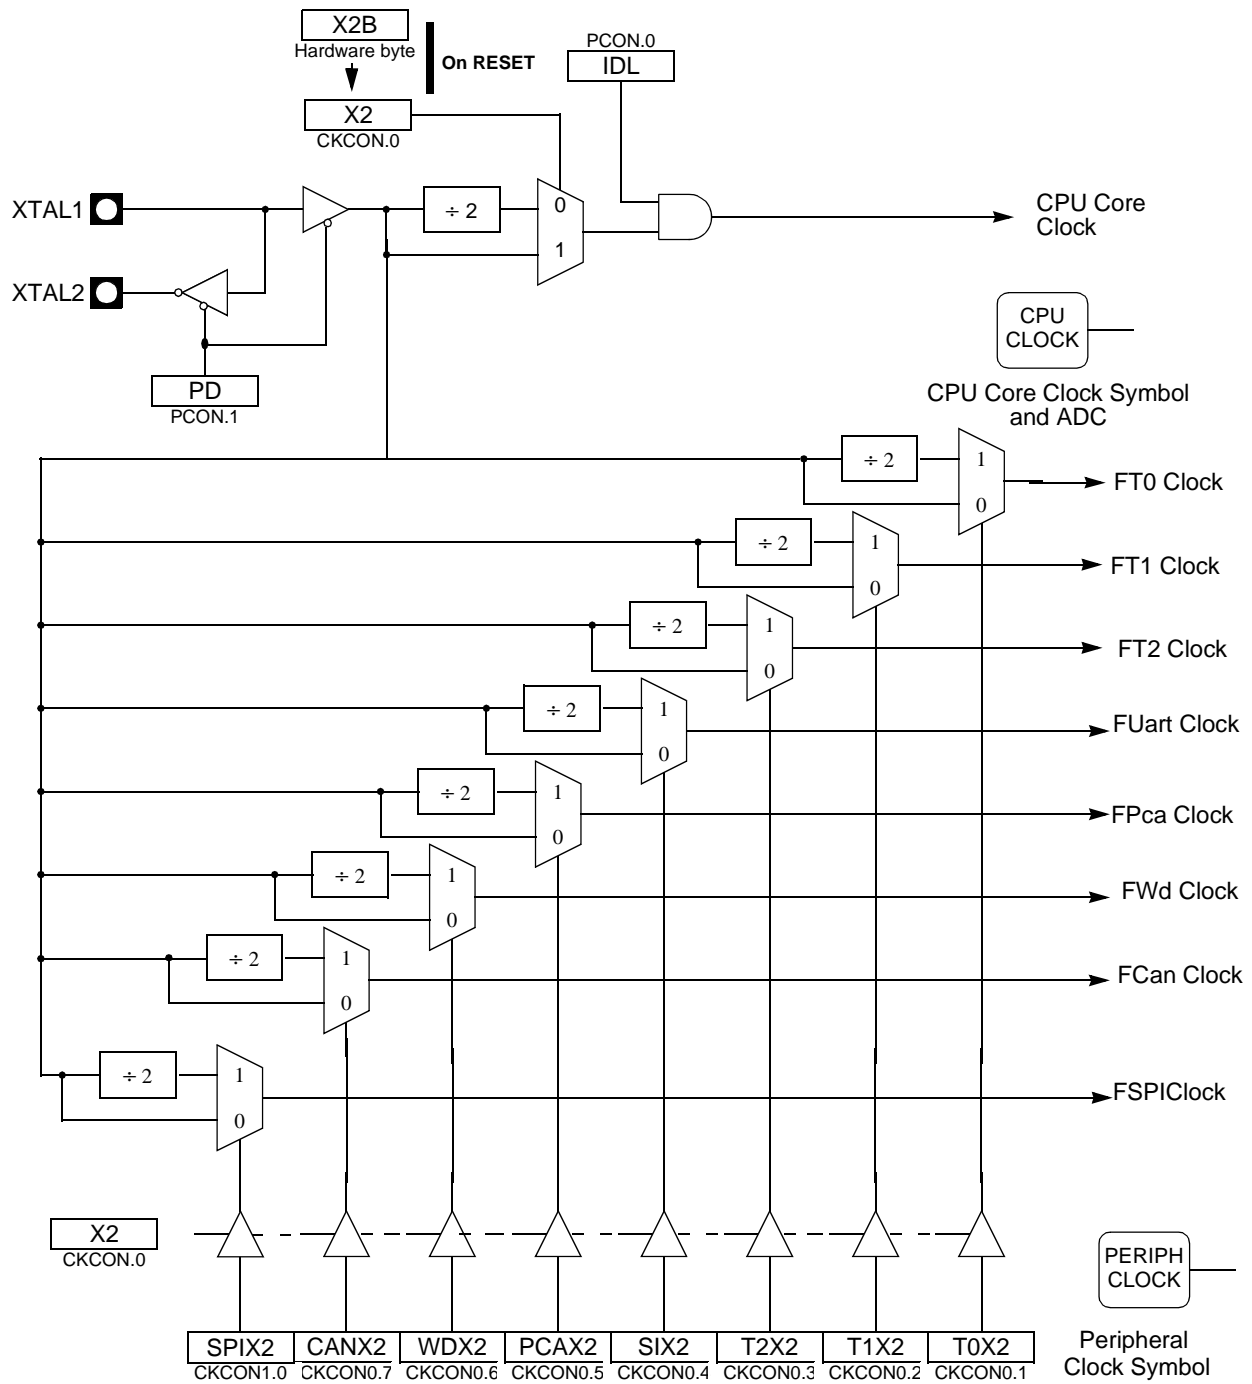 X2B
Hardware byte
On RESET
X2
CKCON.0
PCON.0
IDL
XTAL1
÷ 2
0
1
CPU Core
Clock
XTAL2
PD
PCON.1
CPU
CLOCK
CPU Core Clock Symbol
and ADC
÷ 2
1
0
FT0 Clock
÷ 2
1
0
FT1 Clock
÷ 2
1
0
FT2 Clock
÷ 2
1
0
FUart Clock
÷ 2
1
0
FPca Clock
÷ 2
1
0
FWd Clock
÷ 2
1
0
FCan Clock
÷ 2
1
0
FSPIClock
X2
CKCON.0
PERIPH
CLOCK
Peripheral
Clock Symbol
SPIX2
CKCON1.0
CANX2
CKCON0.7
WDX2
CKCON0.6
PCAX2
CKCON0.5
SIX2
CKCON0.4
T2X2
CKCON0.3
T1X2
CKCON0.2
T0X2
CKCON0.1